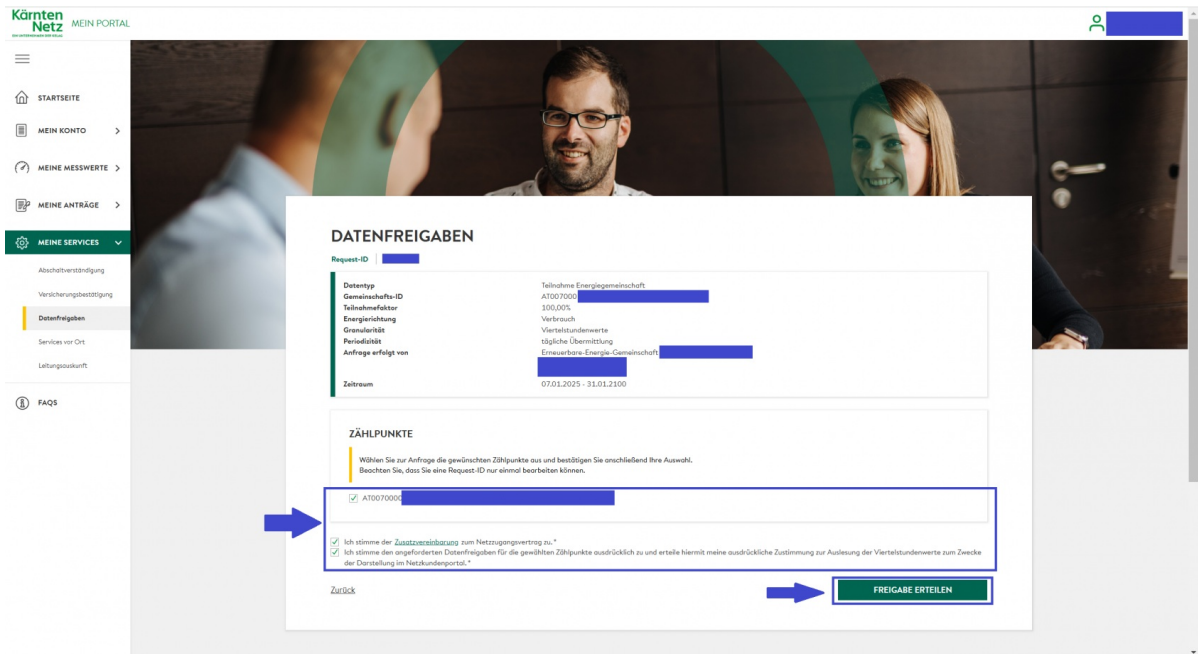 Kärnten
Netz
MEIN PORTAL
STARTSEITE
MEIN KONTO
MEINE MESSWERTE
MEINE ANTRÄGE
MEINE SERVICES
Abschaltverständigung
Versicherungsbestätigung
Datenfreigaben
Services vor Ort
Leitungsauskunft
FAQS
DATENFREIGABEN
Request-ID
Datentyp Teilnahme Energiegemeinschaft
Gemeinschafts-ID AT007000
Teilnahmefaktor 100,00%
Energierichtung Verbrauch
Granularität Viertelstundenwerte
Periodizität tägliche Übermittlung
Anfrage erfolgt von Erneuerbare-Energie-Gemeinschaft
Zeitraum 07.01.2025 - 31.01.2100
ZÄHLPUNKTE
Wählen Sie zur Anfrage die gewünschten Zählpunkte aus und bestätigen Sie anschließend Ihre Auswahl.
Beachten Sie, dass Sie eine Request-ID nur einmal bearbeiten können.
AT0070000
Ich stimme der Zusatzvereinbarung zum Netzzugangsvertrag zu.*
Ich stimme den angeforderten Datenfreigaben für die gewählten Zählpunkte ausdrücklich zu und erteile hiermit meine ausdrückliche Zustimmung zur Auslesung der Viertelstundenwerte zum Zwecke
der Darstellung im Netzkundenportal.*
Zurück
FREIGABE ERTEILEN